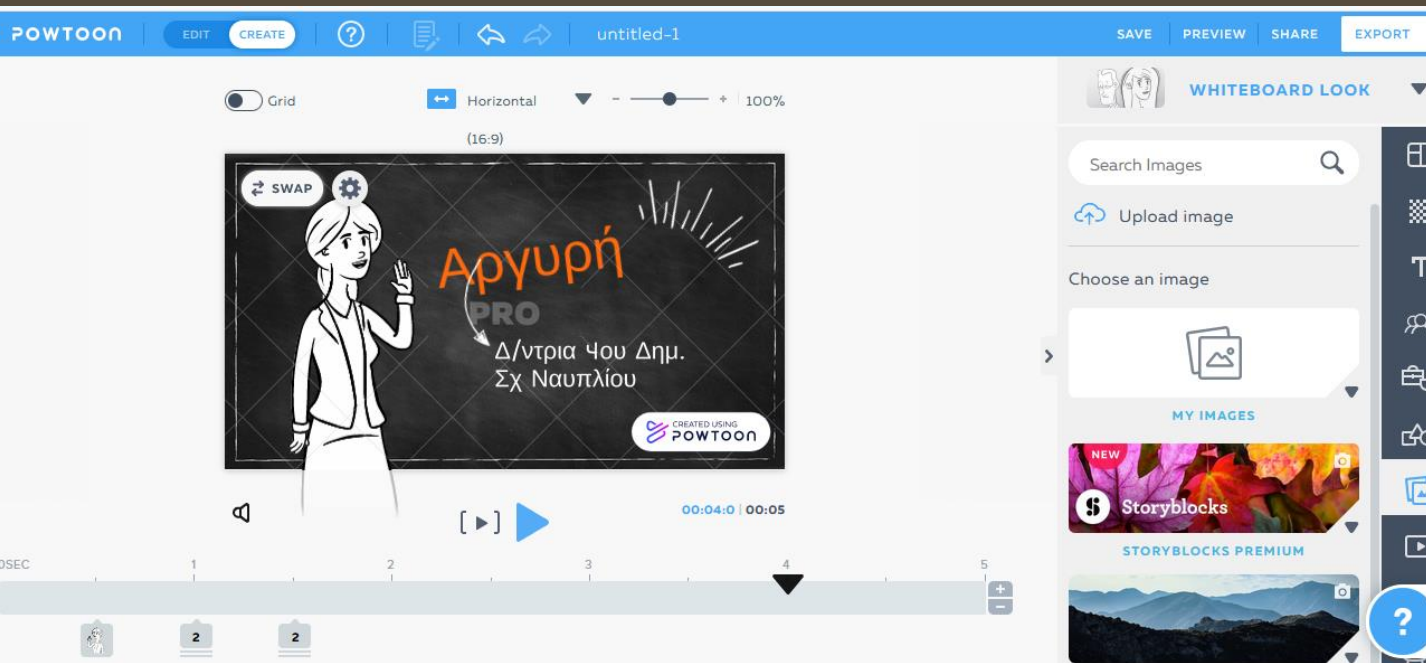 POWTOON EDIT CREATE ? untitled-1 SAVE PREVIEW SHARE EXPORT
Grid Horizontal - + 100%
(16:9)
WHITEBOARD LOOK
SWAP
Αργυρή
PRO
Δ/ντρια 4ου Δημ.
Σχ Ναυπλίου
CREATED USING
POWTOON
00:04:0 | 00:05
0SEC 1 2 3 4 5
+
-
2 2
Search Images
Upload image
Choose an image
MY IMAGES
NEW
Storyblocks
STORYBLOCKS PREMIUM
?